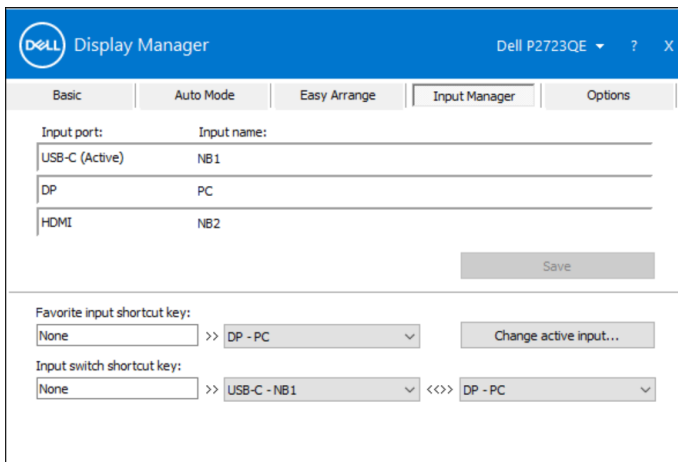 DELL Display Manager Dell P2723QE ? X
Basic Auto Mode Easy Arrange Input Manager Options
Input port: Input name:
USB-C (Active) NB1
DP PC
HDMI NB2
Save
Favorite input shortcut key:
None >> DP - PC Change active input...
Input switch shortcut key:
None >> USB-C - NB1 <<>> DP - PC